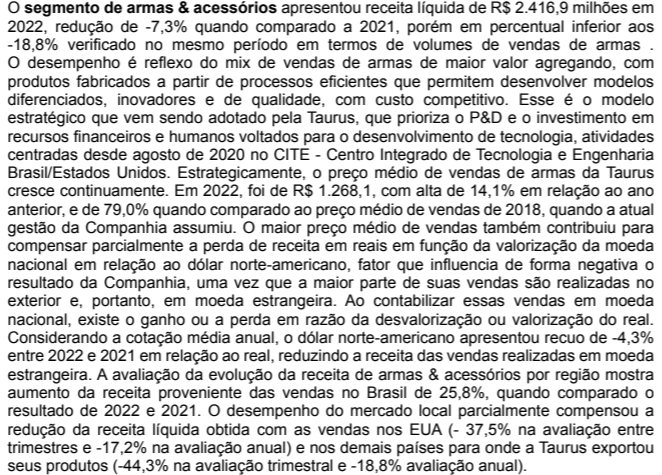 O segmento de armas & acessórios apresentou receita líquida de R$ 2.416,9 milhões em
2022, redução de -7,3% quando comparado a 2021, porém em percentual inferior aos
-18,8% verificado no mesmo período em termos de volumes de vendas de armas .
O desempenho é reflexo do mix de vendas de armas de maior valor agregando, com
produtos fabricados a partir de processos eficientes que permitem desenvolver modelos
diferenciados, inovadores e de qualidade, com custo competitivo. Esse é o modelo
estratégico que vem sendo adotado pela Taurus, que prioriza o P&D e o investimento em
recursos financeiros e humanos voltados para o desenvolvimento de tecnologia, atividades
centradas desde agosto de 2020 no CITE - Centro Integrado de Tecnologia e Engenharia
Brasil/Estados Unidos. Estrategicamente, o preço médio de vendas de armas da Taurus
cresce continuamente. Em 2022, foi de R$ 1.268,1, com alta de 14,1% em relação ao ano
anterior, e de 79,0% quando comparado ao preço médio de vendas de 2018, quando a atual
gestão da Companhia assumiu. O maior preço médio de vendas também contribuiu para
compensar parcialmente a perda de receita em reais em função da valorização da moeda
nacional em relação ao dólar norte-americano, fator que influencia de forma negativa o
resultado da Companhia, uma vez que a maior parte de suas vendas são realizadas no
exterior e, portanto, em moeda estrangeira. Ao contabilizar essas vendas em moeda
nacional, existe o ganho ou a perda em razão da desvalorização ou valorização do real.
Considerando a cotação média anual, o dólar norte-americano apresentou recuo de -4,3%
entre 2022 e 2021 em relação ao real, reduzindo a receita das vendas realizadas em moeda
estrangeira. A avaliação da evolução da receita de armas & acessórios por região mostra
aumento da receita proveniente das vendas no Brasil de 25,8%, quando comparado o
resultado de 2022 e 2021. O desempenho do mercado local parcialmente compensou a
redução da receita líquida obtida com as vendas nos EUA (- 37,5% na avaliação entre
trimestres e -17,2% na avaliação anual) e nos demais países para onde a Taurus exportou
seus produtos (-44,3% na avaliação trimestral e -18,8% avaliação anual).